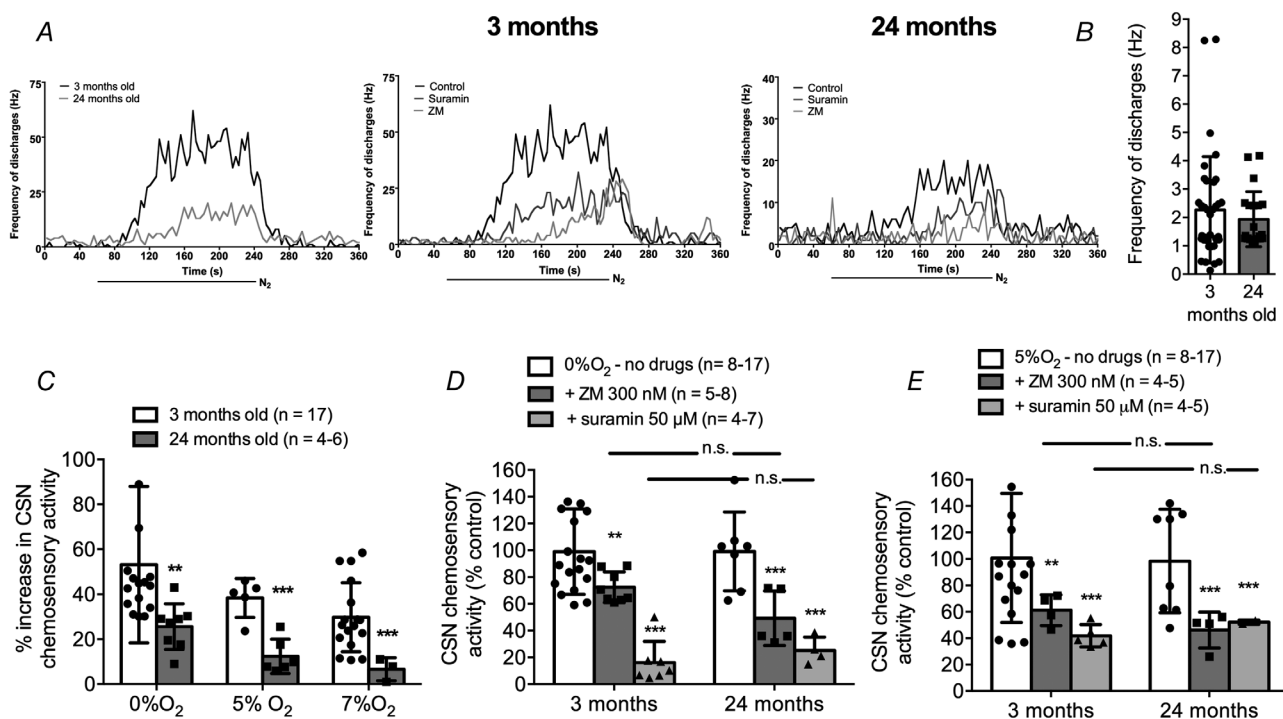 A
3 months
24 months
B
Frequency of discharges (Hz)
75
50
25
0
3 months old
24 months old
0 40 80 120 160 200 240 280 320 360
Time (s)
N2
Frequency of discharges (Hz)
75
50
25
0
Control
Suramin
ZM
0 40 80 120 160 200 240 280 320 360
Time (s)
N2
Frequency of discharges (Hz)
40
30
20
10
0
Control
Suramin
ZM
0 40 80 120 160 200 240 280 320 360
Time (s)
N2
Frequency of discharges (Hz)
9
8
7
6
5
4
3
2
1
0
3 24
months old
C
3 months old (n = 17)
24 months old (n = 4-6)
% increase in CSN
chemosensory activity
100
80
60
40
20
0
**
***
***
0%O2 5% O2 7%O2
D
0%O2 - no drugs (n= 8-17)
+ ZM 300 nM (n = 5-8)
+ suramin 50 µM (n= 4-7)
n.s.
n.s.
CSN chemosensory
activity (% control)
160
140
120
100
80
60
40
20
0
**
***
***
***
3 months 24 months
E
5%O2 - no drugs (n = 8-17)
+ ZM 300 nM (n = 4-5)
+ suramin 50 µM (n= 4-5)
n.s.
n.s.
CSN chemosensory
activity (% control)
160
140
120
100
80
60
40
20
0
**
***
***
***
3 months 24 months